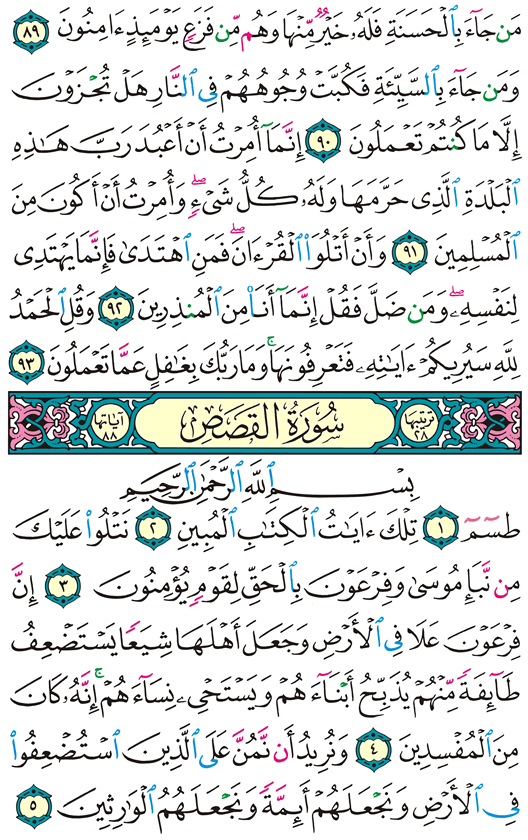 مَن جَآءَ بِٱلْحَسَنَةِ فَلَهُۥ خَيْرٌ مِّنْهَا وَهُم مِّن فَزَعٍ يَوْمَئِذٍ ءَامِنُونَ ٨٩
وَمَن جَآءَ بِٱلسَّيِّئَةِ فَكُبَّتْ وُجُوهُهُمْ فِى ٱلنَّارِ هَلْ تُجْزَوْنَ
إِلَّا مَا كُنتُمْ تَعْمَلُونَ ٩٠ إِنَّمَآ أُمِرْتُ أَنْ أَعْبُدَ رَبَّ هَـٰذِهِ
ٱلْبَلْدَةِ ٱلَّذِى حَرَّمَهَا وَلَهُۥ كُلُّ شَىْءٍ ۖ وَأُمِرْتُ أَنْ أَكُونَ مِنَ
ٱلْمُسْلِمِينَ ٩١ وَأَنْ أَتْلُوَا۟ ٱلْقُرْءَانَ ۖ فَمَنِ ٱهْتَدَىٰ فَإِنَّمَا يَهْتَدِى
لِنَفْسِهِۦ ۖ وَمَن ضَلَّ فَقُلْ إِنَّمَآ أَنَا۠ مِنَ ٱلْمُنذِرِينَ ٩٢ وَقُلِ ٱلْحَمْدُ
لِلَّهِ سَيُرِيكُمْ ءَايَـٰتِهِۦ فَتَعْرِفُونَهَا ۚ وَمَا رَبُّكَ بِغَـٰفِلٍ عَمَّا تَعْمَلُونَ ٩٣
ترتيبها ٢٨ سُورَةُ القَصَصِ آياتها ٨٨
بِسْمِ ٱللَّهِ ٱلرَّحْمَـٰنِ ٱلرَّحِيمِ
طسٓمٓ ١ تِلْكَ ءَايَـٰتُ ٱلْكِتَـٰبِ ٱلْمُبِينِ ٢ نَتْلُوا۟ عَلَيْكَ
مِن نَّبَإِ مُوسَىٰ وَفِرْعَوْنَ بِٱلْحَقِّ لِقَوْمٍ يُؤْمِنُونَ ٣ إِنَّ
فِرْعَوْنَ عَلَا فِى ٱلْأَرْضِ وَجَعَلَ أَهْلَهَا شِيَعًا يَسْتَضْعِفُ
طَآئِفَةً مِّنْهُمْ يُذَبِّحُ أَبْنَآءَهُمْ وَيَسْتَحْىِۦ نِسَآءَهُمْ ۚ إِنَّهُۥ كَانَ
مِنَ ٱلْمُفْسِدِينَ ٤ وَنُرِيدُ أَن نَّمُنَّ عَلَى ٱلَّذِينَ ٱسْتُضْعِفُوا۟
فِى ٱلْأَرْضِ وَنَجْعَلَهُمْ أَئِمَّةً وَنَجْعَلَهُمُ ٱلْوَٰرِثِينَ ٥